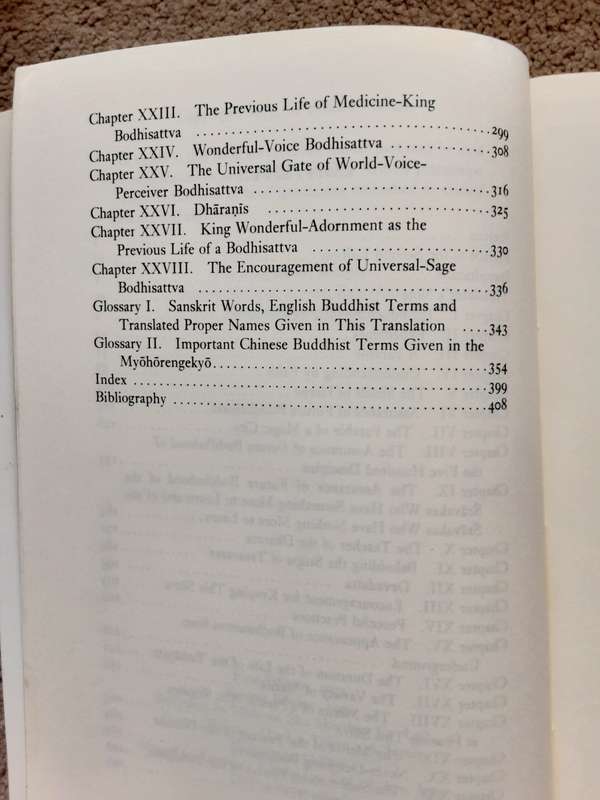 Chapter XXIII. The Previous Life of Medicine-King
Bodhisattva ........................................299
Chapter XXIV. Wonderful-Voice Bodhisattva ..............308
Chapter XXV. The Universal Gate of World-Voice-
Perceiver Bodhisattva ................................316
Chapter XXVI. Dhāraṇīs ..............................325
Chapter XXVII. King Wonderful-Adornment as the
Previous Life of a Bodhisattva ......................330
Chapter XXVIII. The Encouragement of Universal-Sage
Bodhisattva ........................................336
Glossary I. Sanskrit Words, English Buddhist Terms and
Translated Proper Names Given in This Translation ....343
Glossary II. Important Chinese Buddhist Terms Given in the
Myōhōrengekyō........................................354
Index ................................................399
Bibliography ..........................................408